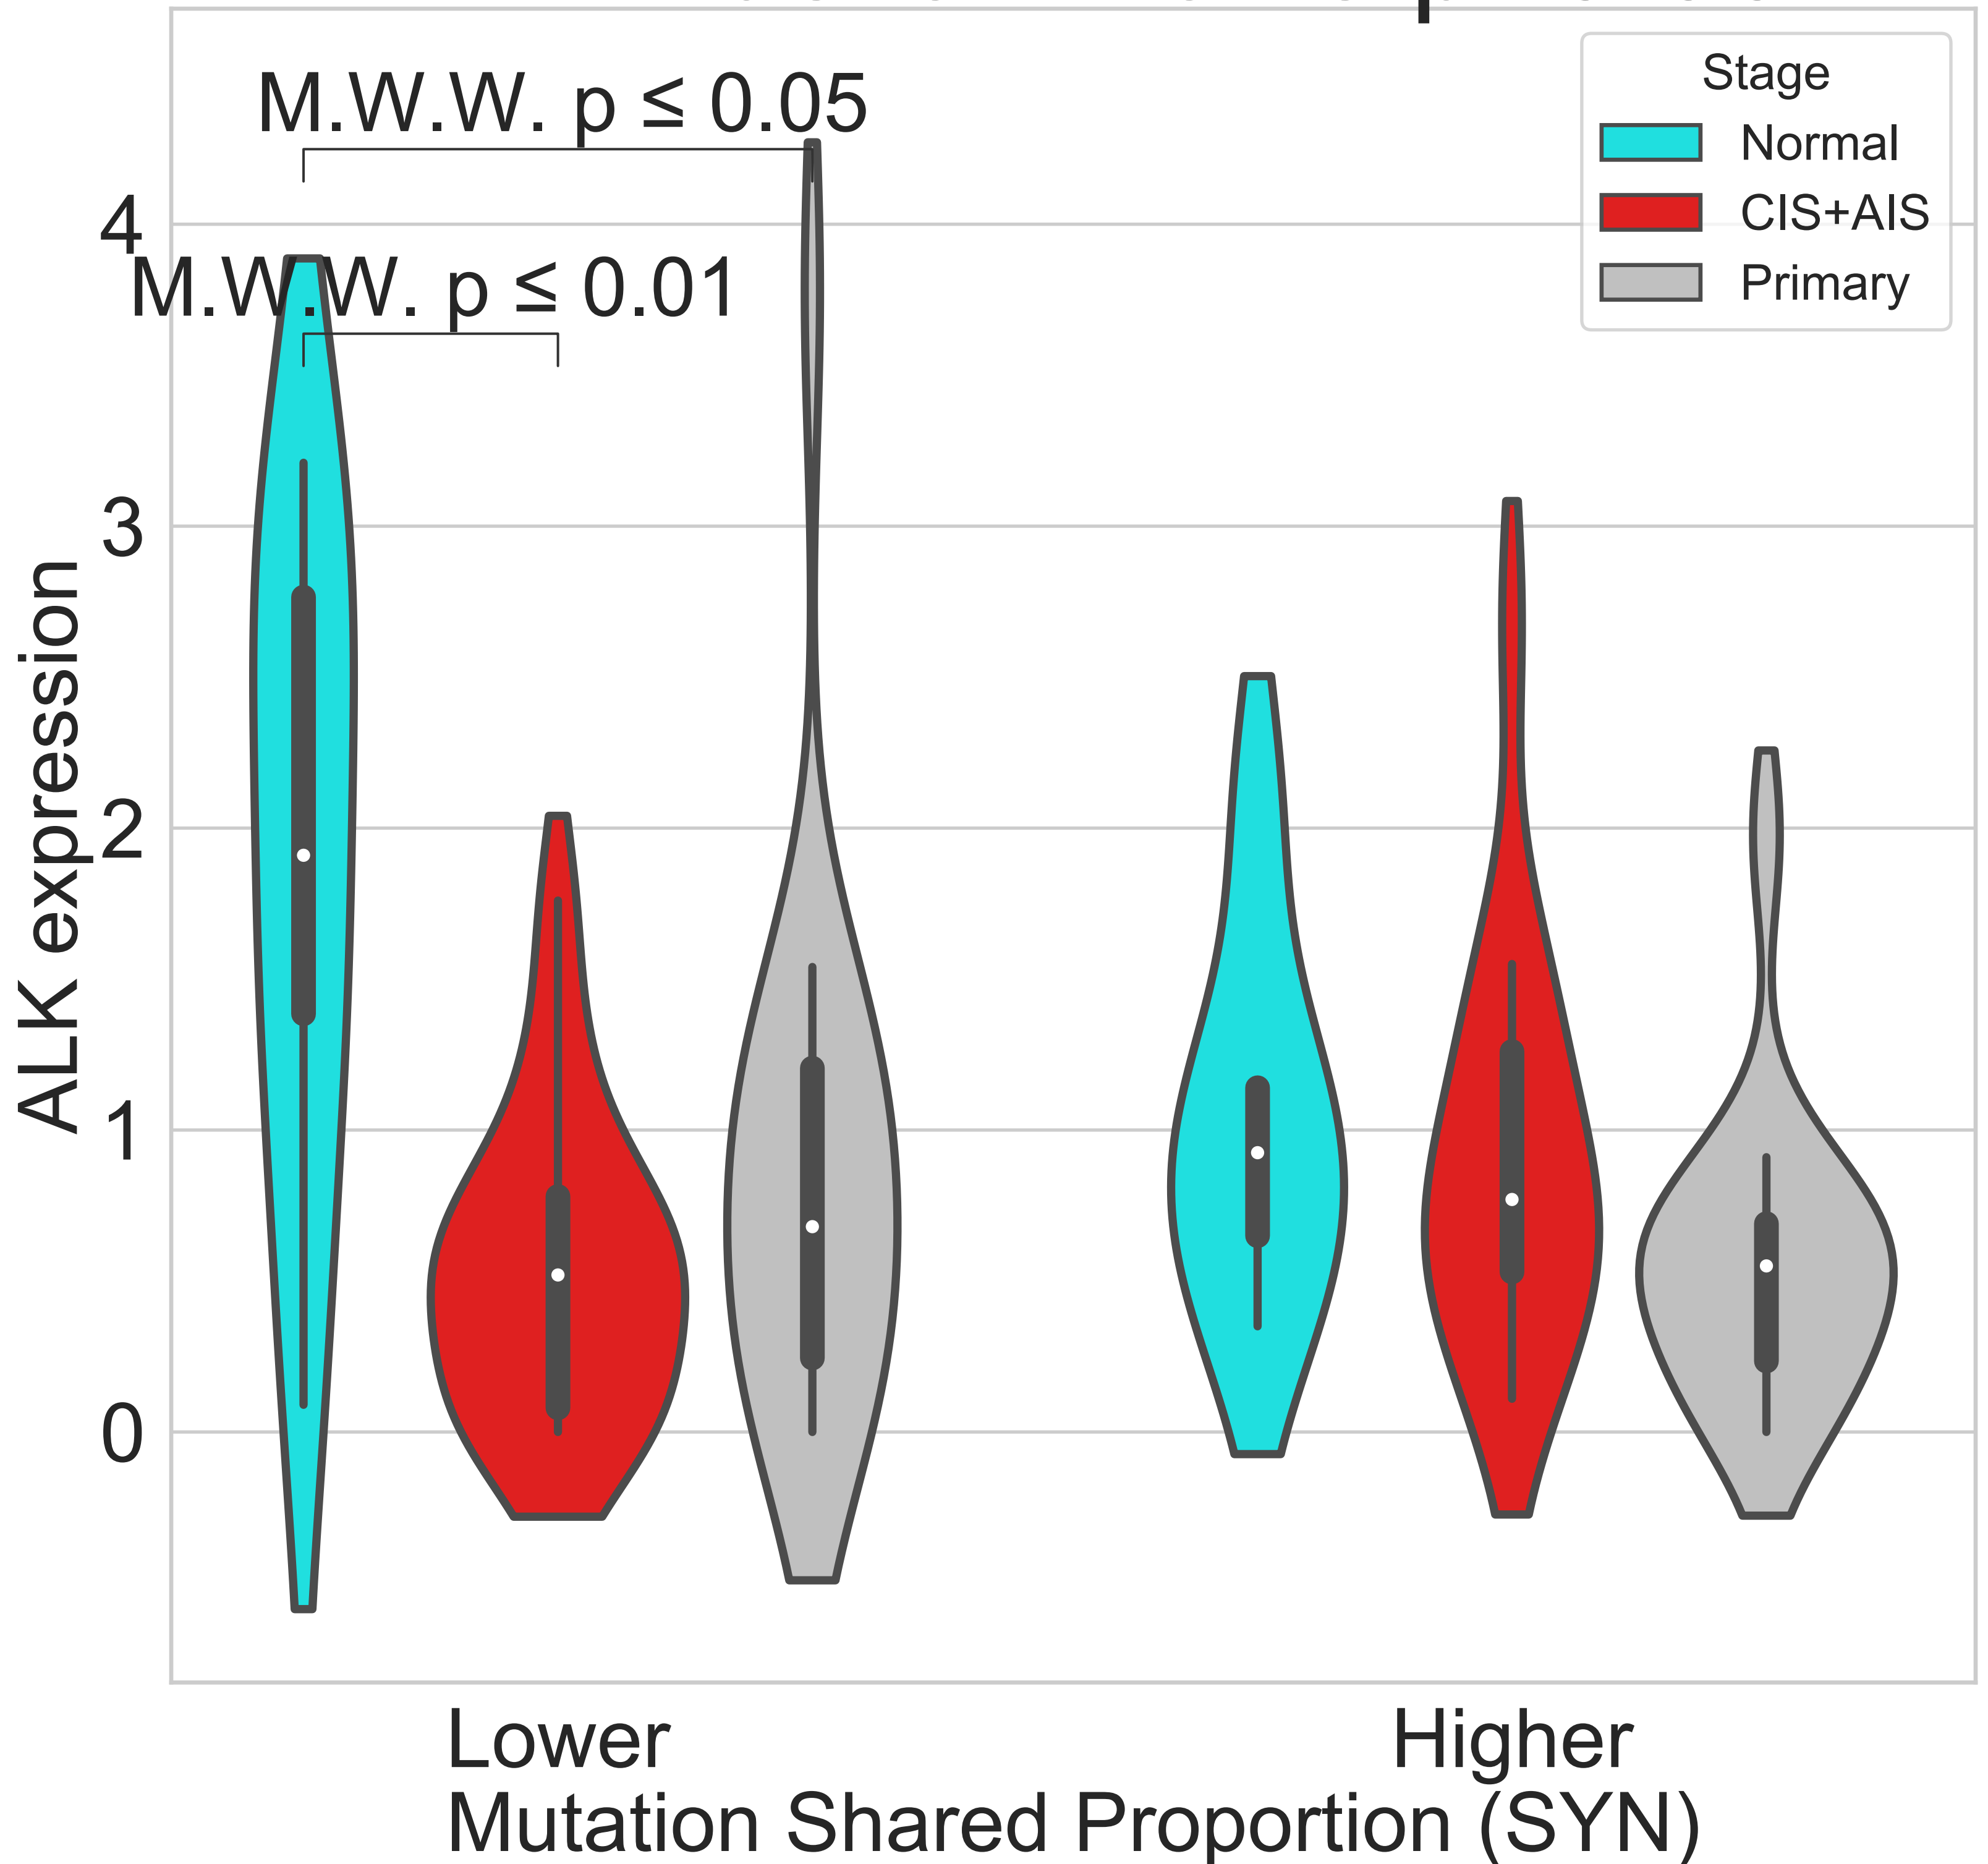 M.W.W. p ≤ 0.05
M.W.W. p ≤ 0.01
Stage
Normal
CIS+AIS
Primary
ALK expression
4
3
2
1
0
Lower
Higher
Mutation Shared Proportion (SYN)